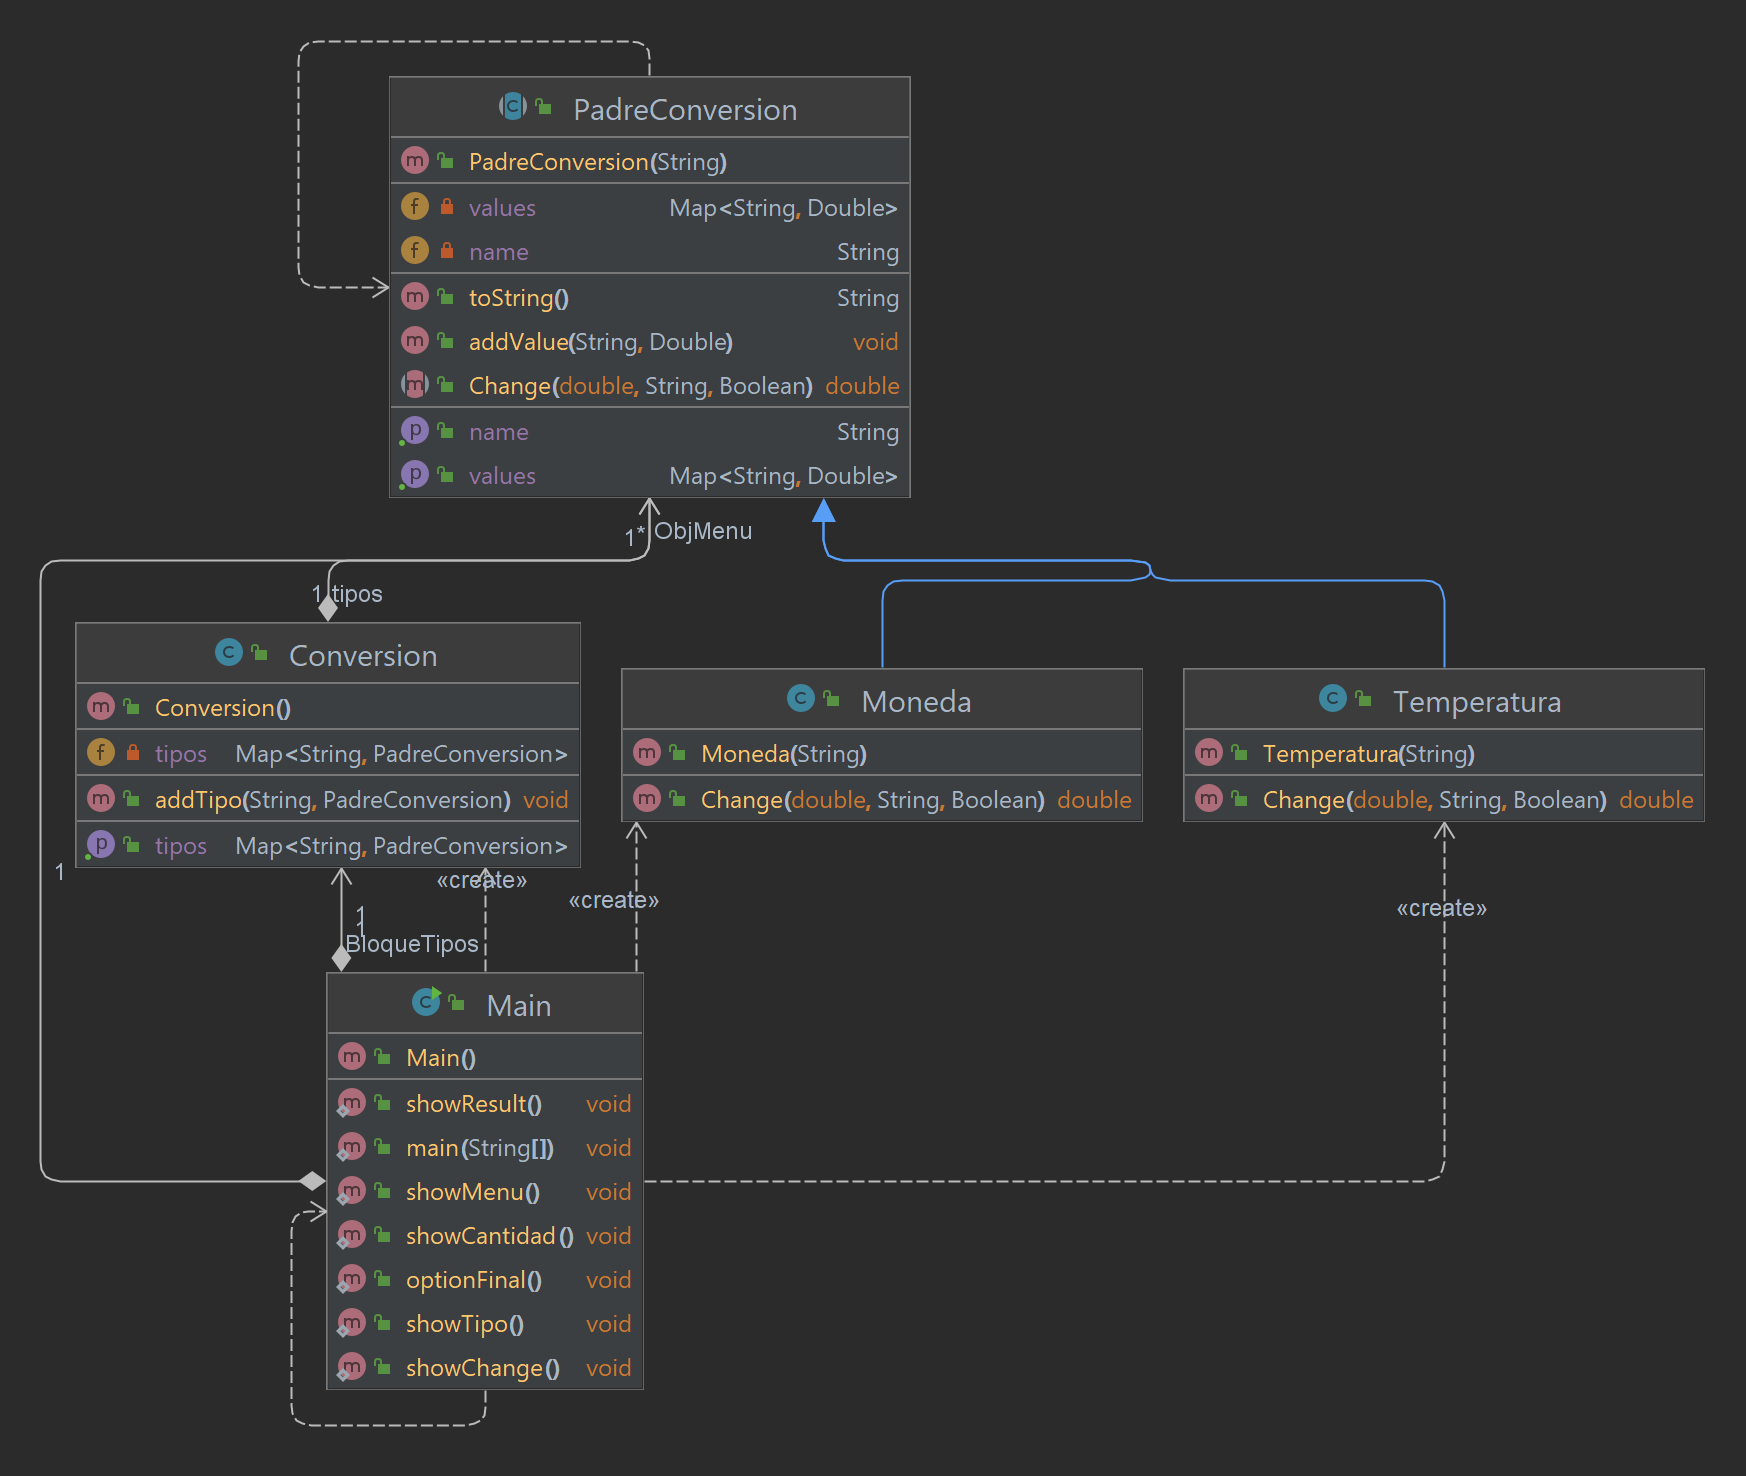 PadreConversion
PadreConversion(String)
values Map<String, Double>
name String
toString() String
addValue(String, Double) void
Change(double, String, Boolean) double
name String
values Map<String, Double>
1* ObjMenu
1 tipos
Conversion
Conversion()
tipos Map<String, PadreConversion>
addTipo(String, PadreConversion) void
tipos Map<String, PadreConversion>
Moneda
Moneda(String)
Change(double, String, Boolean) double
Temperatura
Temperatura(String)
Change(double, String, Boolean) double
1
«create»
«create»
«create»
1
1
BloqueTipos
Main
Main()
showResult() void
main(String[]) void
showMenu() void
showCantidad() void
optionFinal() void
showTipo() void
showChange() void